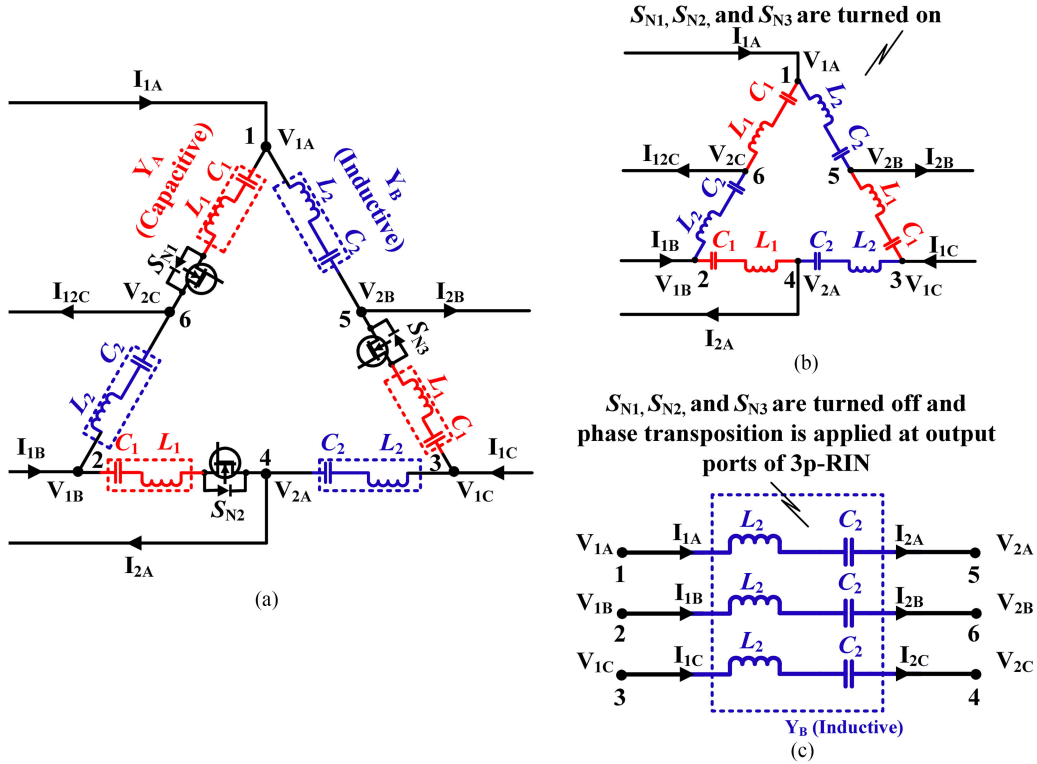 I1A
1 V1A
YA
(Capacitive)
C1
L1
SN1
YB
(Inductive)
L2
C2
V2C
I12C
6
V2B
5
I2B
SN3
C2
L2
L1
C1
I1B
2
V1B
C1 L1
SN2
4
V2A
C2 L2
3
I1C
V1C
I2A
(a)
SN1, SN2, and SN3 are turned on
I1A
V1A
1
C1
L1
L2
C2
I12C
V2C
6
V2B
5
I2B
C2
L2
L1
C1
I1B
V1B
2
C1 L1
4
V2A
C2 L2
3
I1C
V1C
I2A
(b)
SN1, SN2, and SN3 are turned off and
phase transposition is applied at output
ports of 3p-RIN
V1A I1A L2 C2 I2A V2A
1 5
V1B I1B L2 C2 I2B V2B
2 6
V1C I1C L2 C2 I2C V2C
3 4
YB (Inductive)
(c)